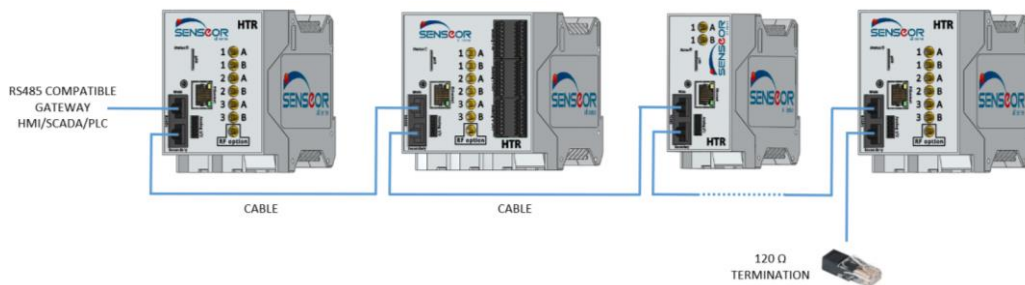 SENSeOR
HTR
1 A
1 B
2 A
2 B
3 A
3 B
RF option
SENSeOR
RS485 COMPATIBLE
GATEWAY
HMI/SCADA/PLC
CABLE
SENSeOR
1 A
1 B
2 A
2 B
3 A
3 B
HTR
SENSeOR
CABLE
1 A
1 B
SENSeOR
HTR
SENSeOR
SENSeOR
HTR
1 A
1 B
2 A
2 B
3 A
3 B
RF option
SENSeOR
120 Ω
TERMINATION